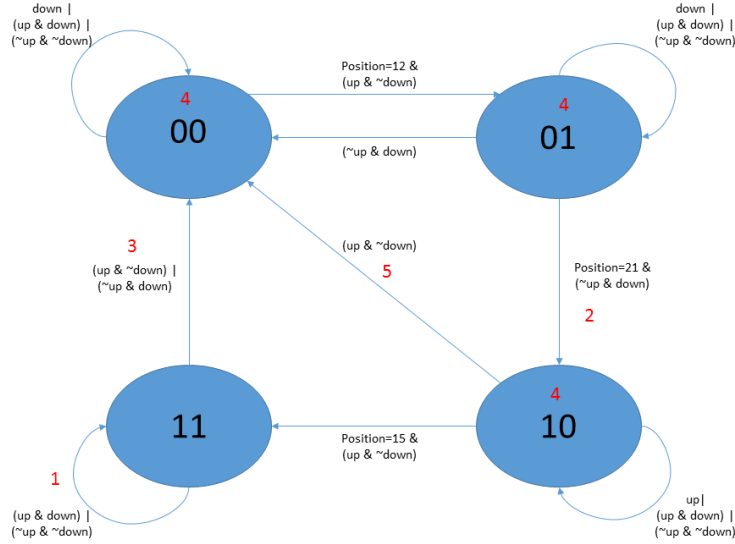 down |
(up & down) |
(~up & ~down)
down |
(up & down) |
(~up & ~down)
Position=12 &
(up & ~down)
4
00
4
01
(~up & down)
3
(up & ~down) |
(~up & down)
(up & ~down)
5
Position=21 &
(~up & down)
2
11
4
10
Position=15 &
(up & ~down)
1
(up & down) |
(~up & ~down)
up|
(up & down) |
(~up & ~down)